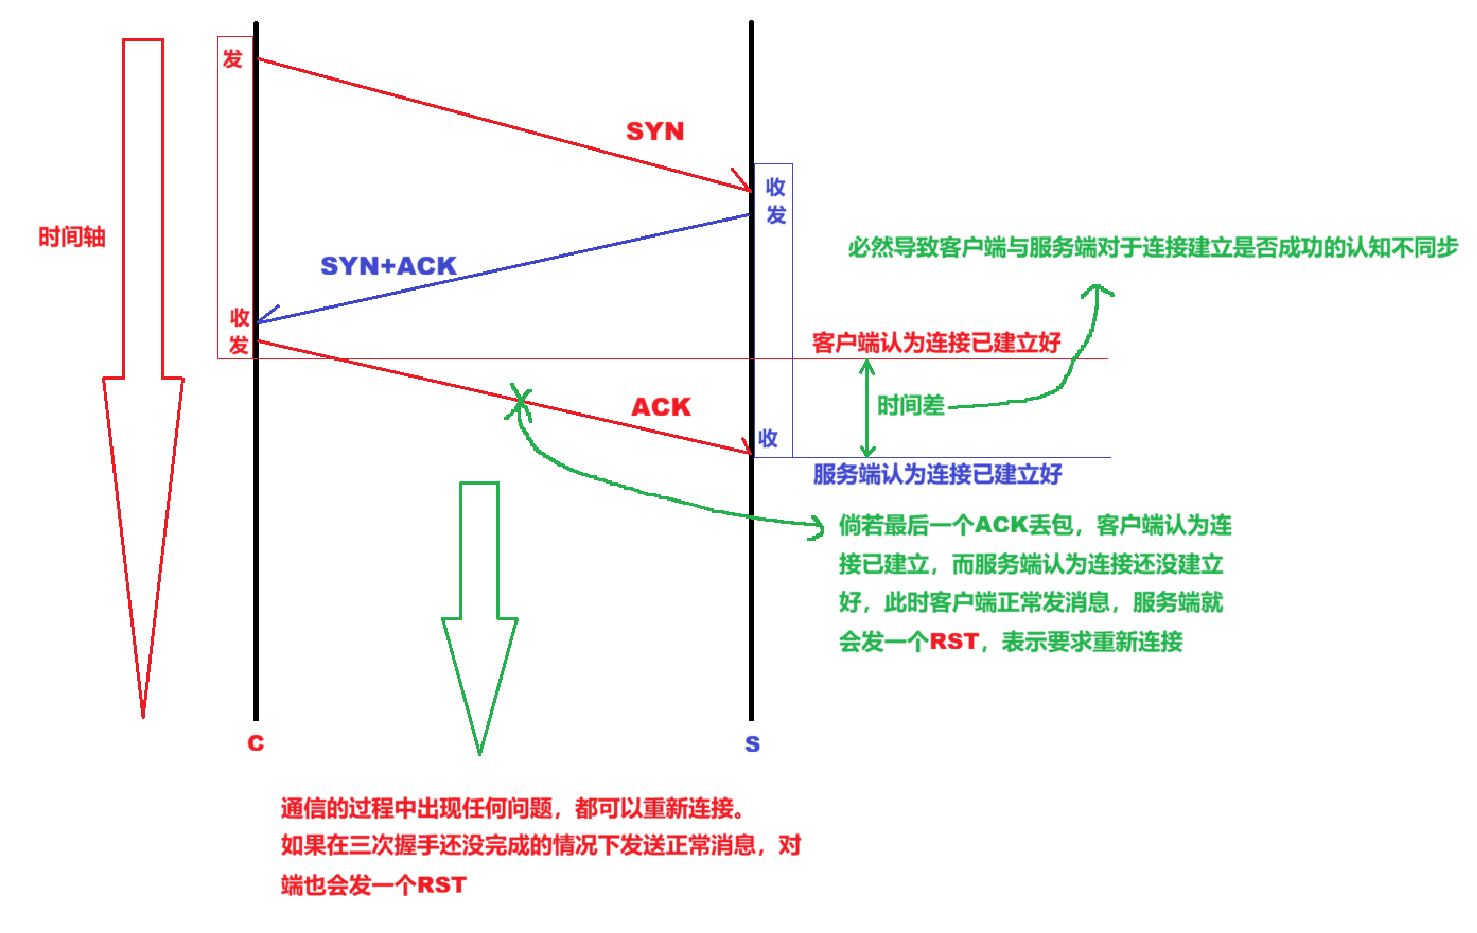 发
SYN
收
发
时间轴
SYN+ACK
必然导致客户端与服务端对于连接建立是否成功的认知不同步
收
发
客户端认为连接已建立好
时间差
ACK
收
服务端认为连接已建立好
倘若最后一个ACK丢包，客户端认为连
接已建立，而服务端认为连接还没建立
好，此时客户端正常发消息，服务端就
会发一个RST，表示要求重新连接
C
S
通信的过程中出现任何问题，都可以重新连接。
如果在三次握手还没完成的情况下发送正常消息，对
端也会发一个RST